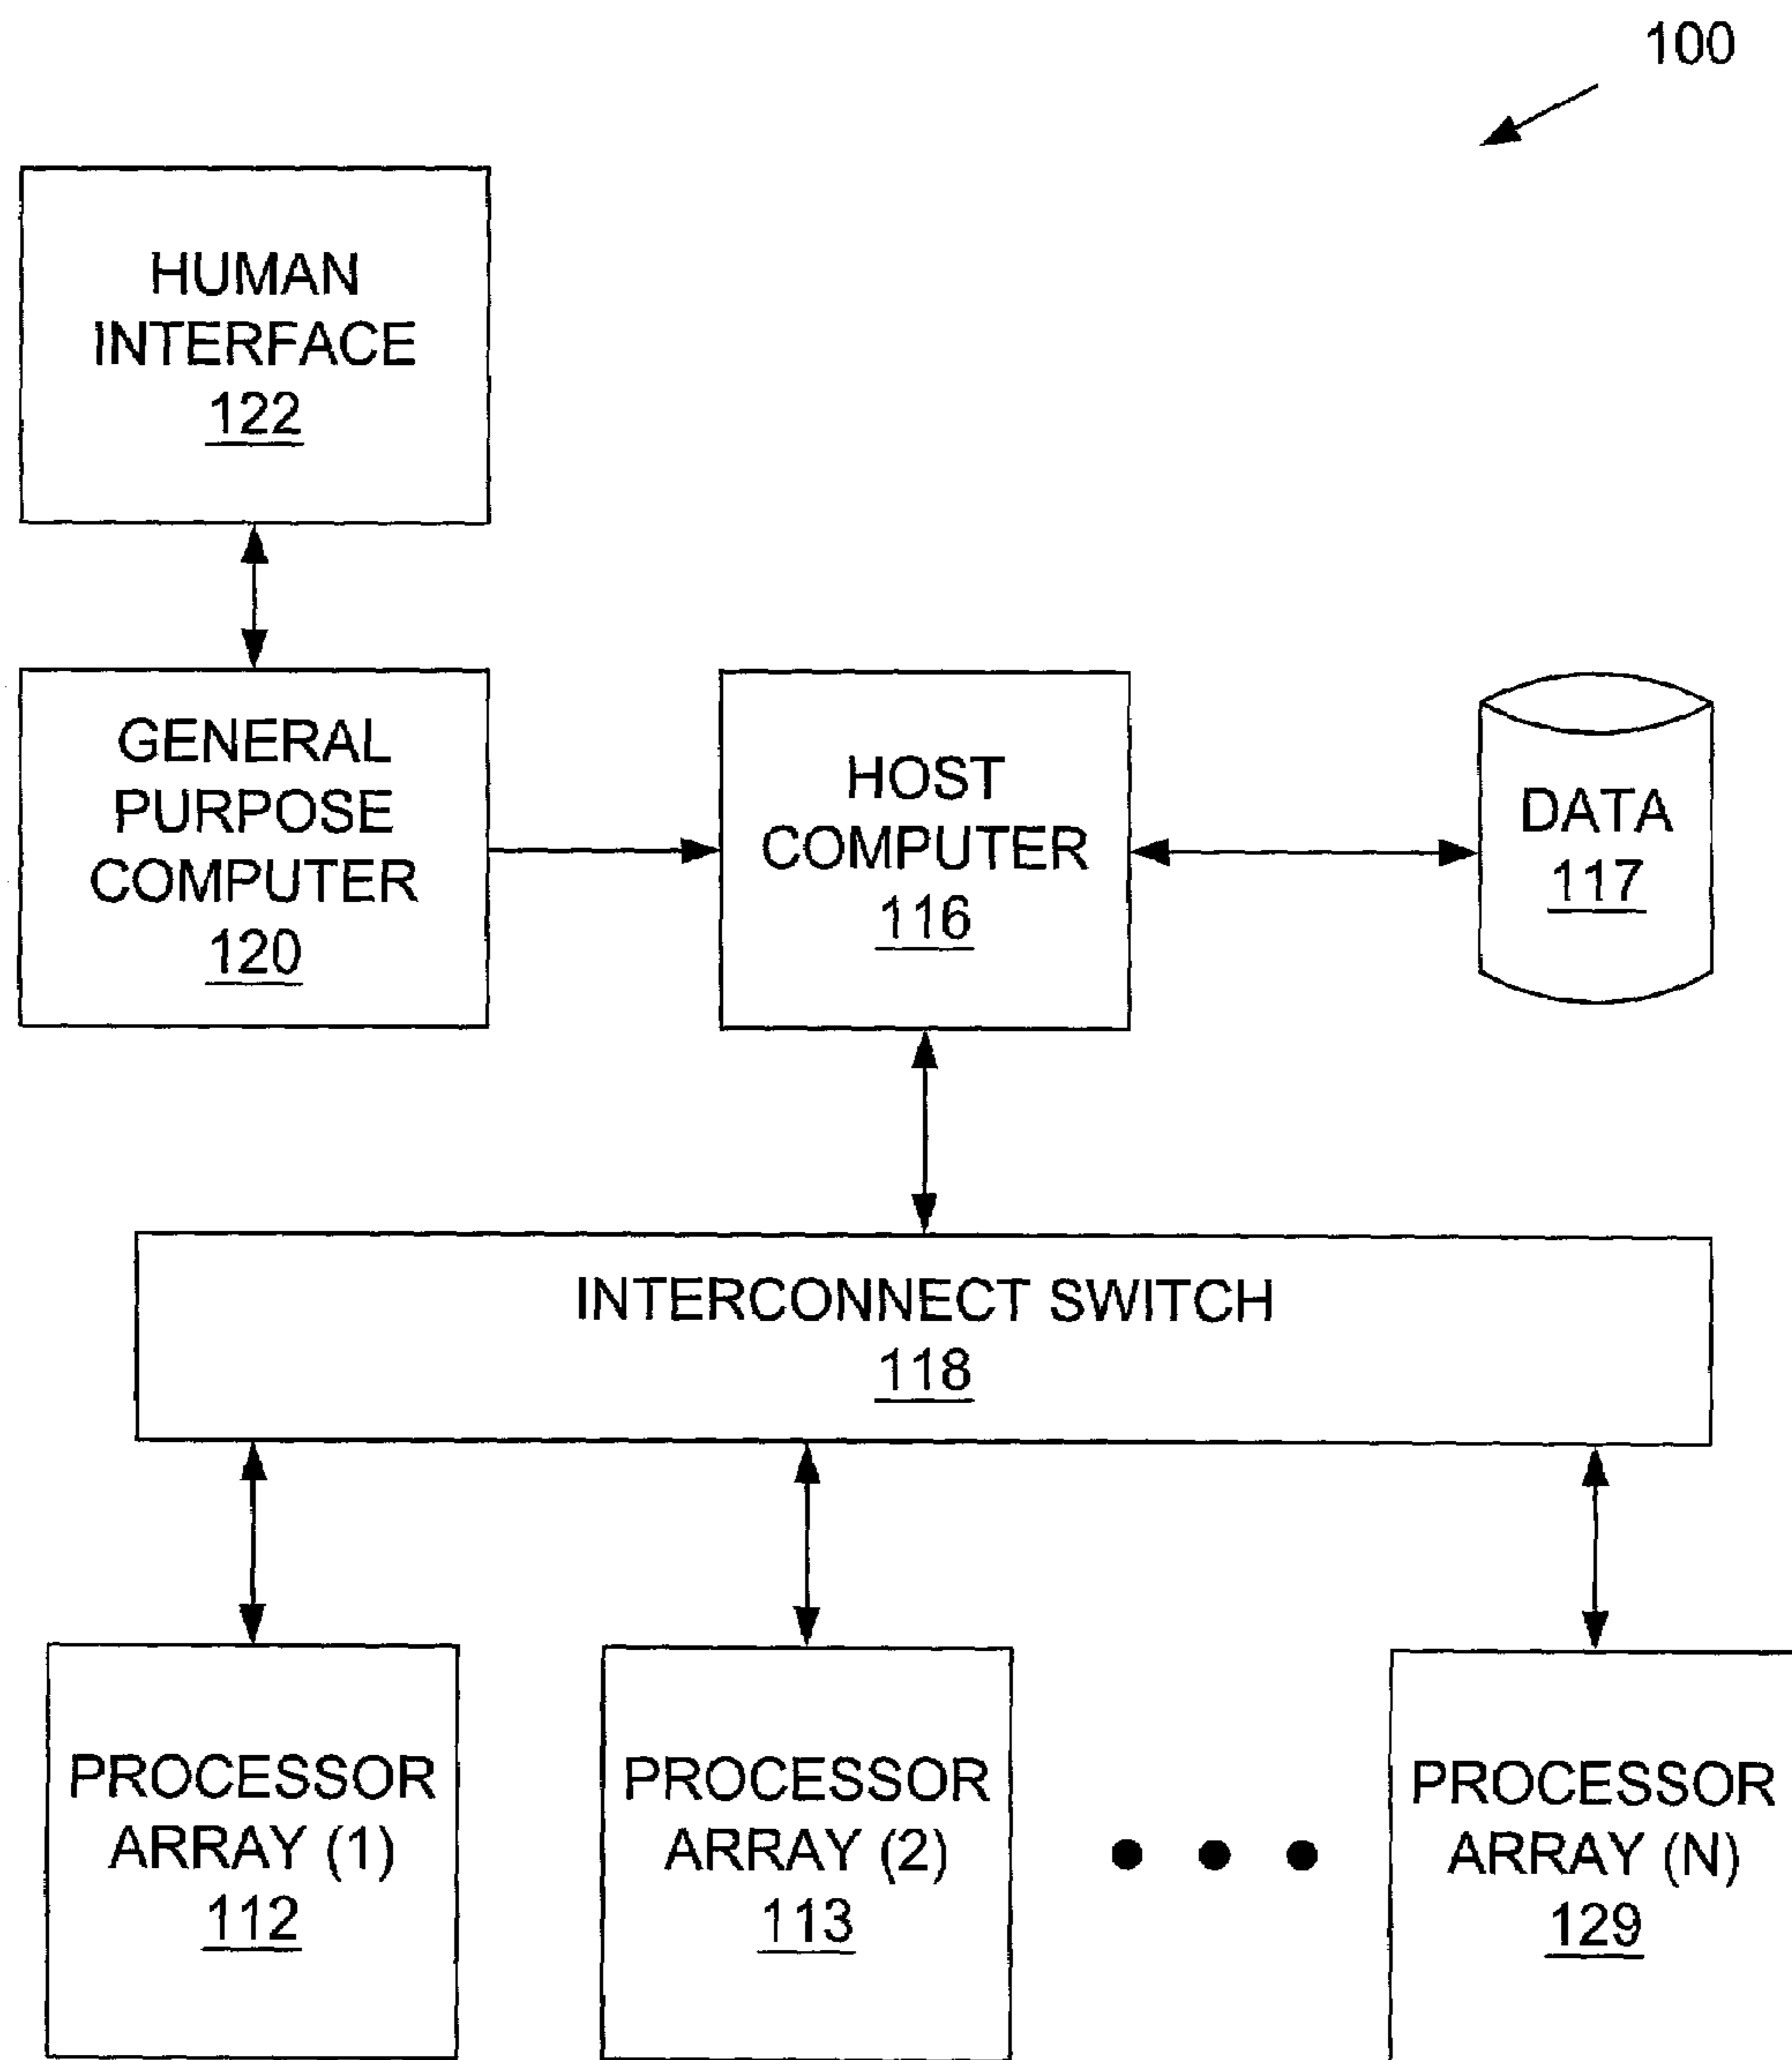 100
HUMAN
INTERFACE
122
GENERAL
PURPOSE
COMPUTER
120
HOST
COMPUTER
116
DATA
117
INTERCONNECT SWITCH
118
PROCESSOR
ARRAY (1)
112
PROCESSOR
ARRAY (2)
113
PROCESSOR
ARRAY (N)
129